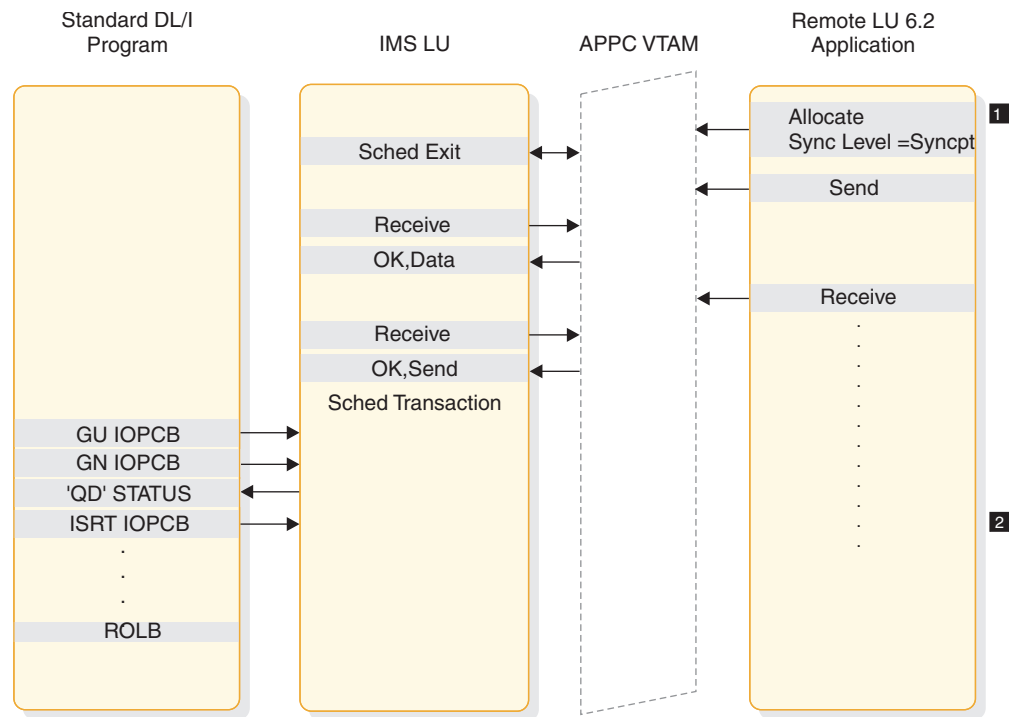 Standard DL/I
Program
IMS LU
APPC VTAM
Remote LU 6.2
Application
Allocate
Sync Level =Syncpt
1
Sched Exit
Send
Receive
OK,Data
Receive
Receive
OK,Send
Sched Transaction
GU IOPCB
GN IOPCB
'QD' STATUS
ISRT IOPCB
2
ROLB